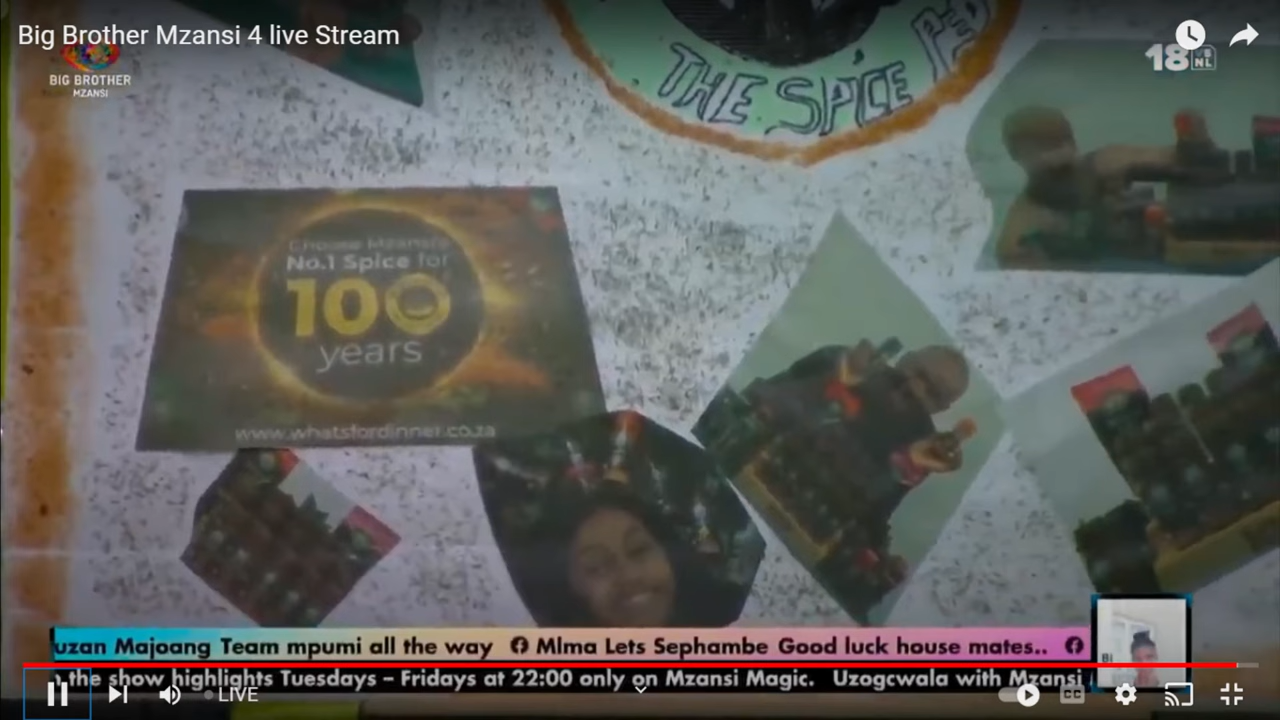 Big Brother Mzansi 4 live Stream
BIG BROTHER
MZANSI
18
NL
THE SPICE
Choose Mzansi's
No.1 Spice for
100
years
www.whatsfordinner.co.za
uzan Majoang Team mpumi all the way Mlma Lets Sephambe Good luck house mates..
the show highlights Tuesdays – Fridays at 22:00 only on Mzansi Magic. Uzogcwala with Mzansi
LIVE
CC